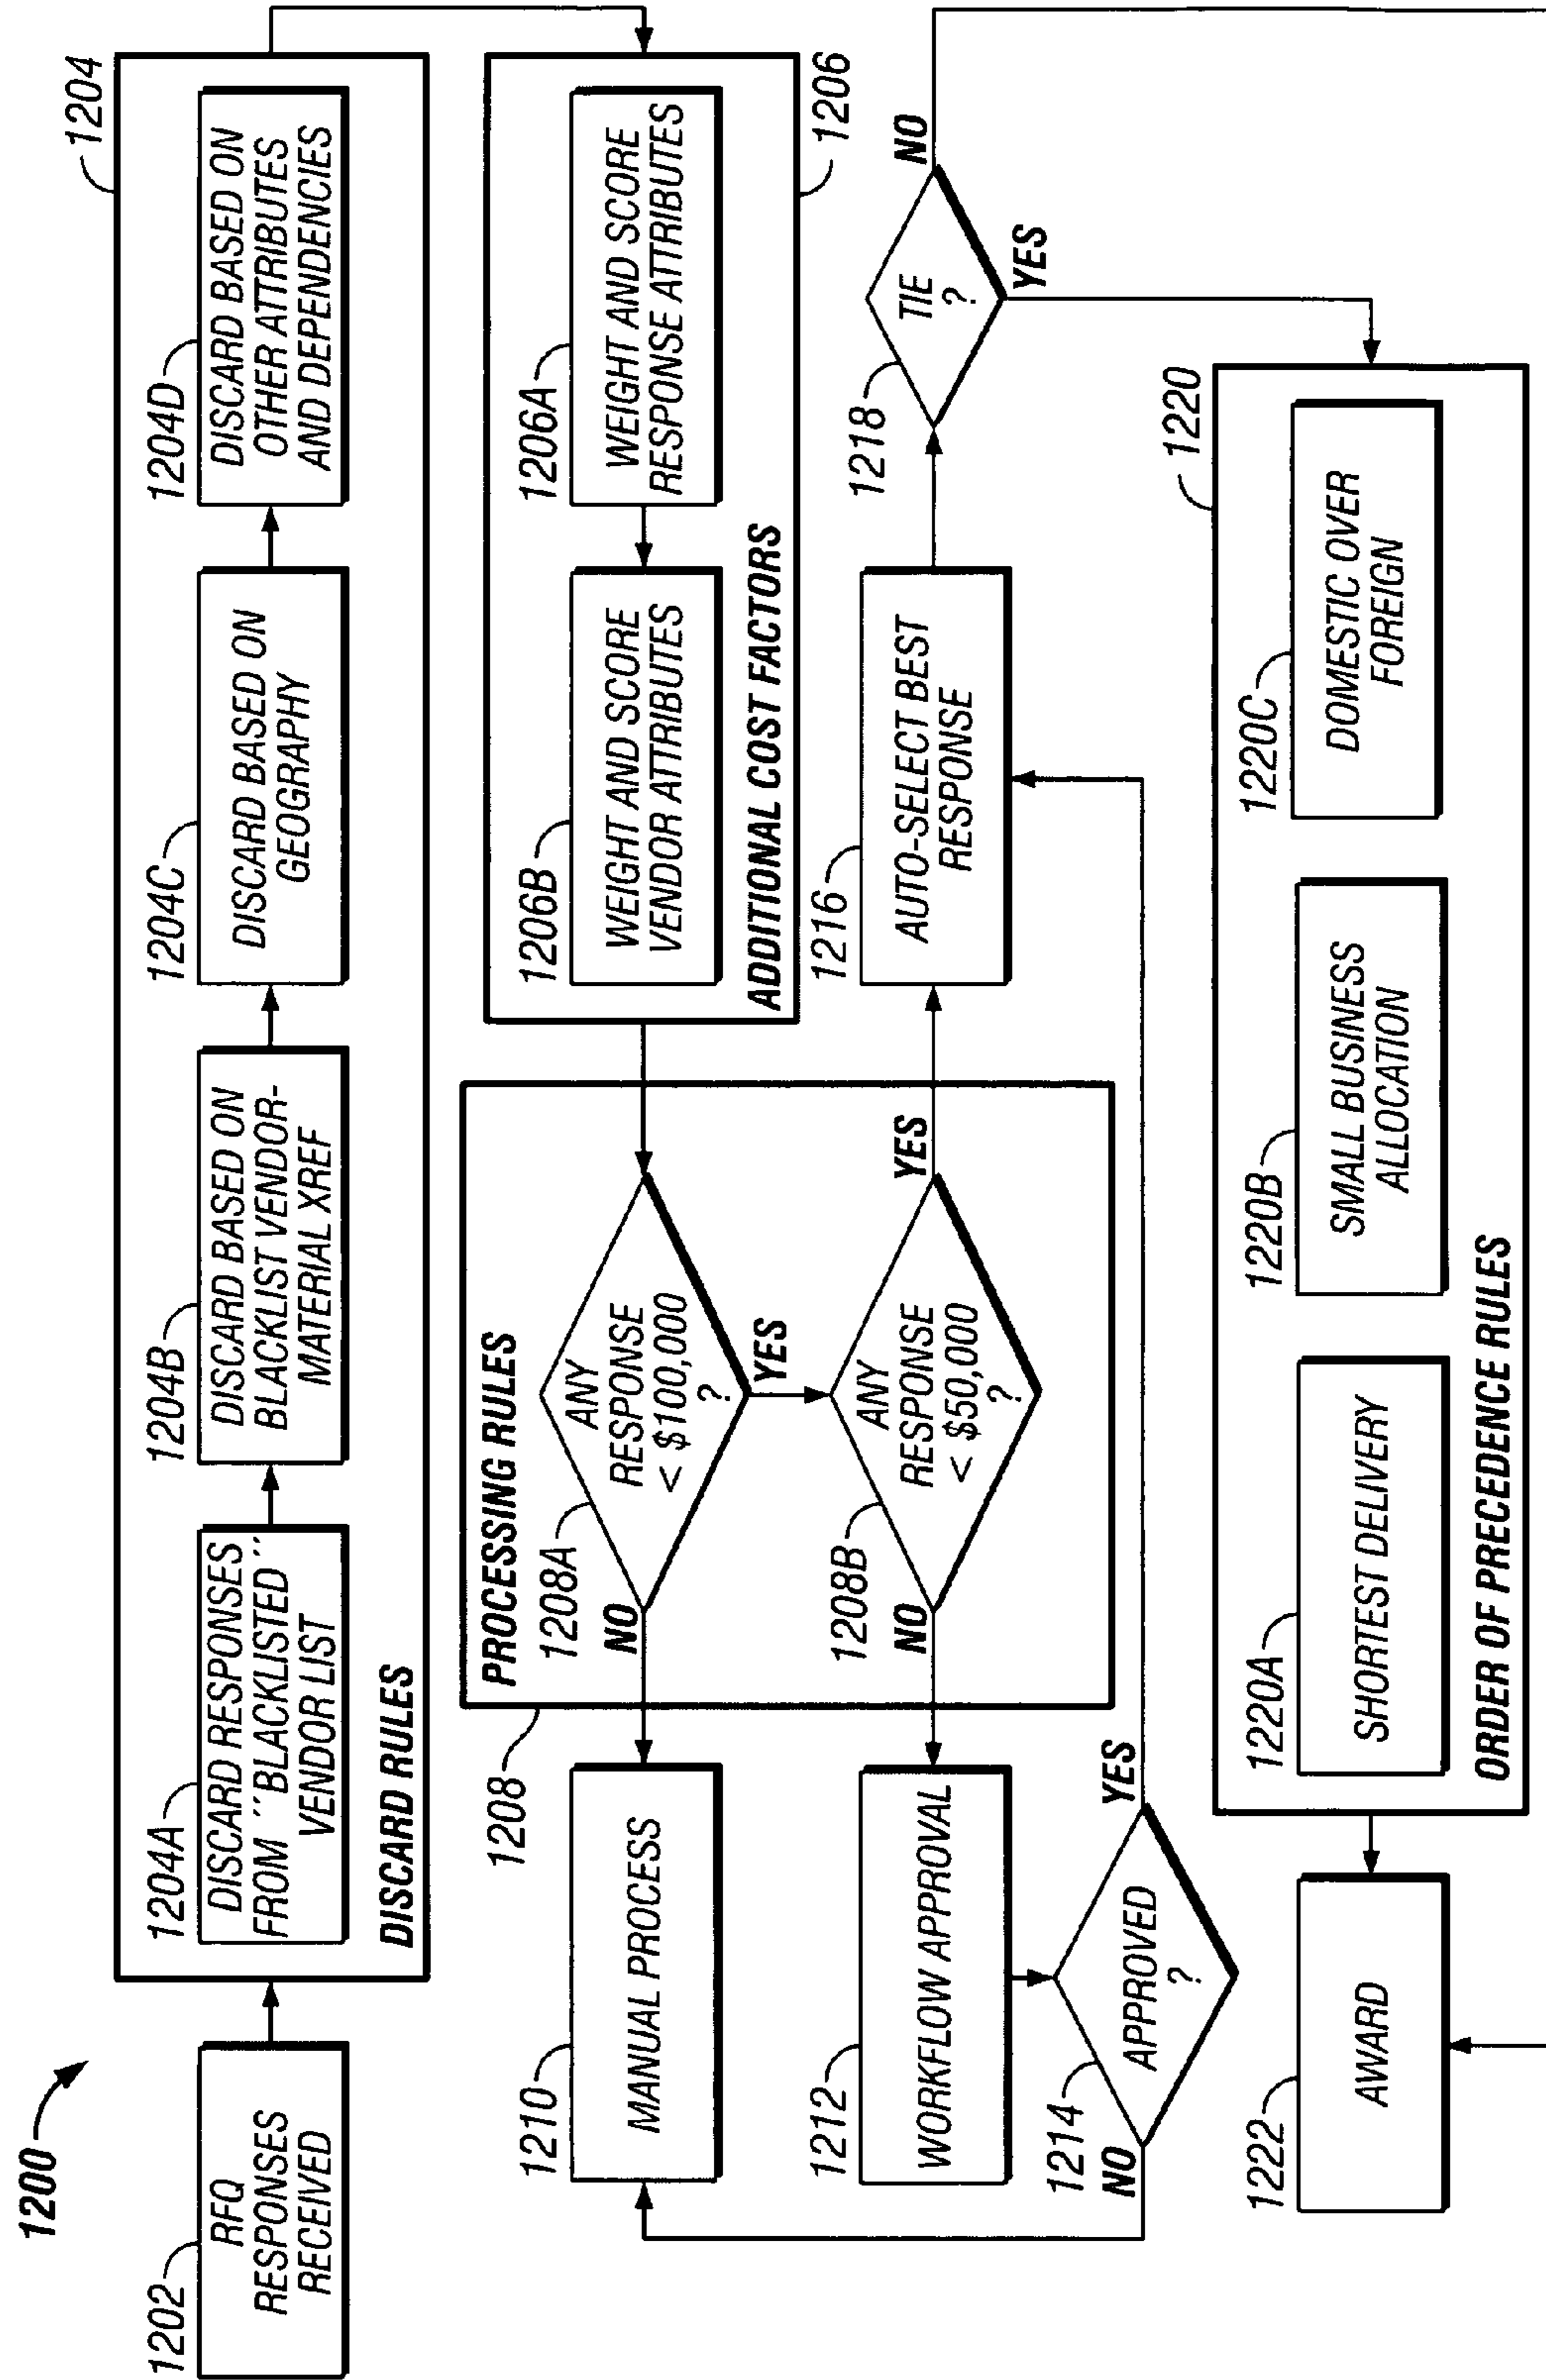 1200
1202
RFQ
RESPONSES
RECEIVED
1204
1204A
DISCARD RESPONSES
FROM "BLACKLISTED"
VENDOR LIST
1204B
DISCARD BASED ON
BLACKLIST VENDOR-
MATERIAL XREF
1204C
DISCARD BASED ON
GEOGRAPHY
1204D
DISCARD BASED ON
OTHER ATTRIBUTES
AND DEPENDENCIES
DISCARD RULES
1206
1206A
WEIGHT AND SCORE
RESPONSE ATTRIBUTES
1206B
WEIGHT AND SCORE
VENDOR ATTRIBUTES
ADDITIONAL COST FACTORS
1208
PROCESSING RULES
1208A
ANY
RESPONSE
< $100,000
?
NO
YES
1208B
ANY
RESPONSE
< $50,000
?
NO
YES
1210
MANUAL PROCESS
1212
WORKFLOW APPROVAL
1214
APPROVED
?
NO
YES
1216
AUTO-SELECT BEST
RESPONSE
1218
TIE
?
NO
YES
1220
1220A
SHORTEST DELIVERY
1220B
SMALL BUSINESS
ALLOCATION
1220C
DOMESTIC OVER
FOREIGN
ORDER OF PRECEDENCE RULES
1222
AWARD